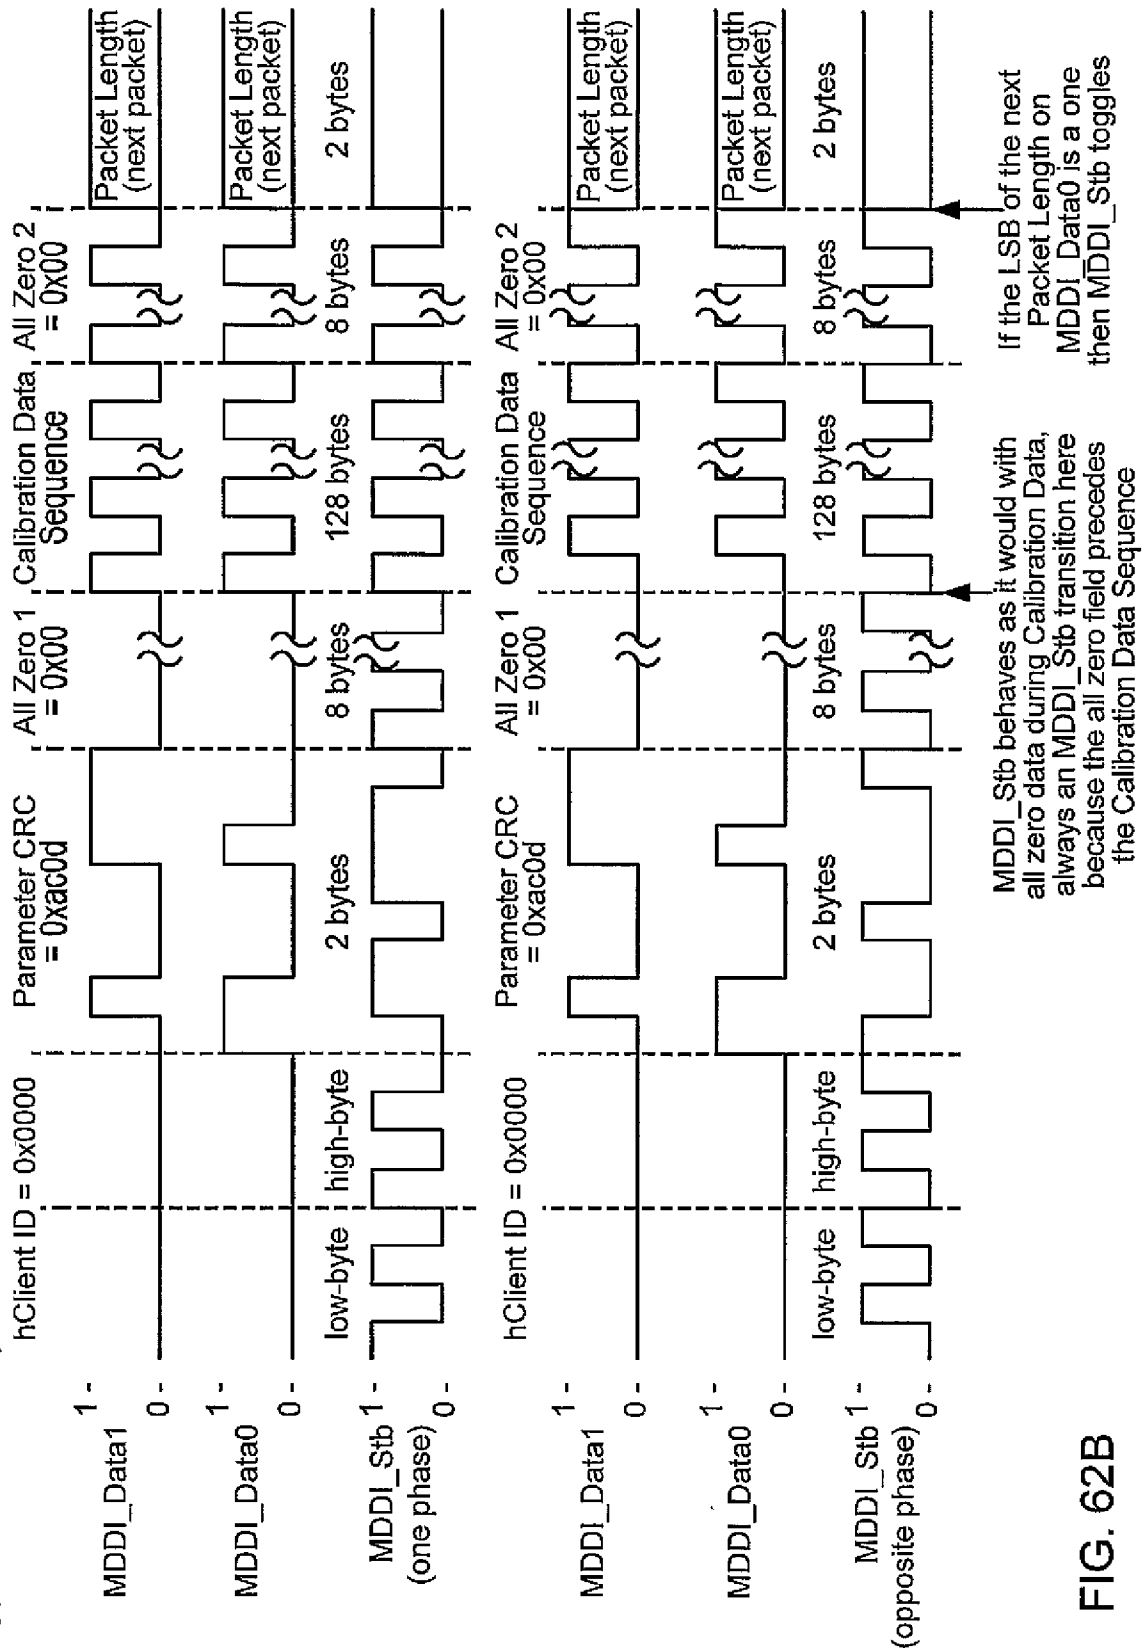 hClient ID = 0x0000
Parameter CRC
= 0xac0d
All Zero 1
= 0x00
Calibration Data
Sequence
All Zero 2
= 0x00
MDDI_Data1
1 -
0 -
Packet Length
(next packet)
MDDI_Data0
1 -
0 -
Packet Length
(next packet)
low-byte
high-byte
2 bytes
8 bytes
128 bytes
8 bytes
2 bytes
MDDI_Stb
(one phase)
1 -
0 -
hClient ID = 0x0000
Parameter CRC
= 0xac0d
All Zero 1
= 0x00
Calibration Data
Sequence
All Zero 2
= 0x00
MDDI_Data1
1 -
0 -
Packet Length
(next packet)
MDDI_Data0
1 -
0 -
Packet Length
(next packet)
low-byte
high-byte
2 bytes
8 bytes
128 bytes
8 bytes
2 bytes
MDDI_Stb
(opposite phase)
1 -
0 -
MDDI_Stb behaves as it would with
all zero data during Calibration Data,
always an MDDI_Stb transition here
because the all zero field precedes
the Calibration Data Sequence
If the LSB of the next
Packet Length on
MDDI_Data0 is a one
then MDDI_Stb toggles
FIG. 62B